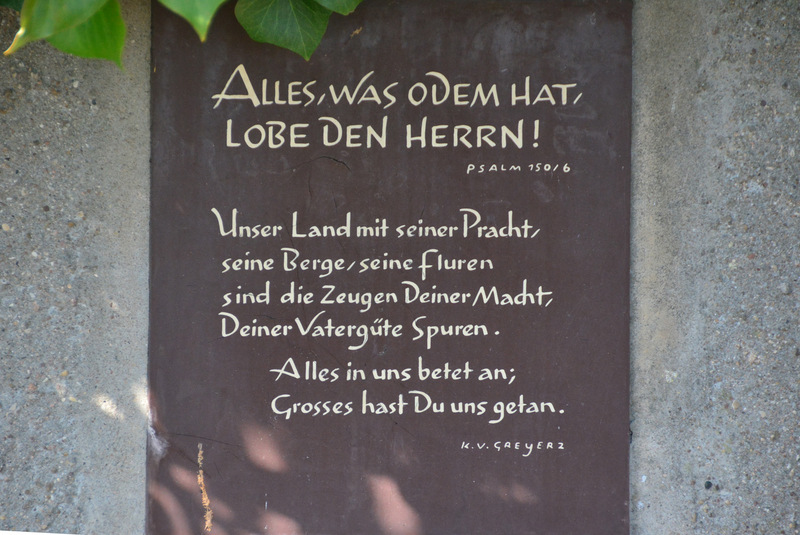 ALLES, WAS ODEM HAT,
LOBE DEN HERRN!
PSALM 150/6
Unser Land mit seiner Pracht,
seine Berge, seine Fluren
sind die Zeugen Deiner Macht,
Deiner Vatergüte Spuren.
Alles in uns betet an;
Grosses hast Du uns getan.
K.V. GREYERZ